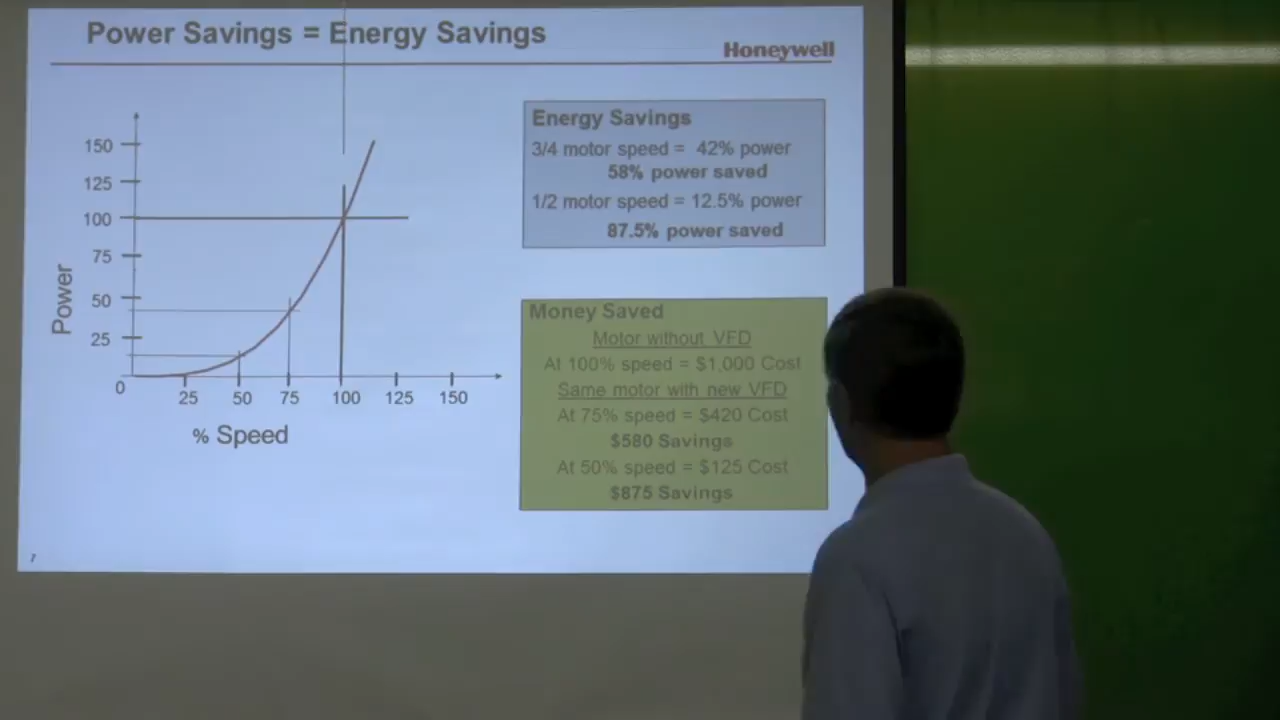 Power Savings = Energy Savings
Honeywell
150
125
100
75
50
25
0
Power
25 50 75 100 125 150
% Speed
Energy Savings
3/4 motor speed = 42% power
58% power saved
1/2 motor speed = 12.5% power
87.5% power saved
Money Saved
Motor without VFD
At 100% speed = $1,000 Cost
Same motor with new VFD
At 75% speed = $420 Cost
$580 Savings
At 50% speed = $125 Cost
$875 Savings
7